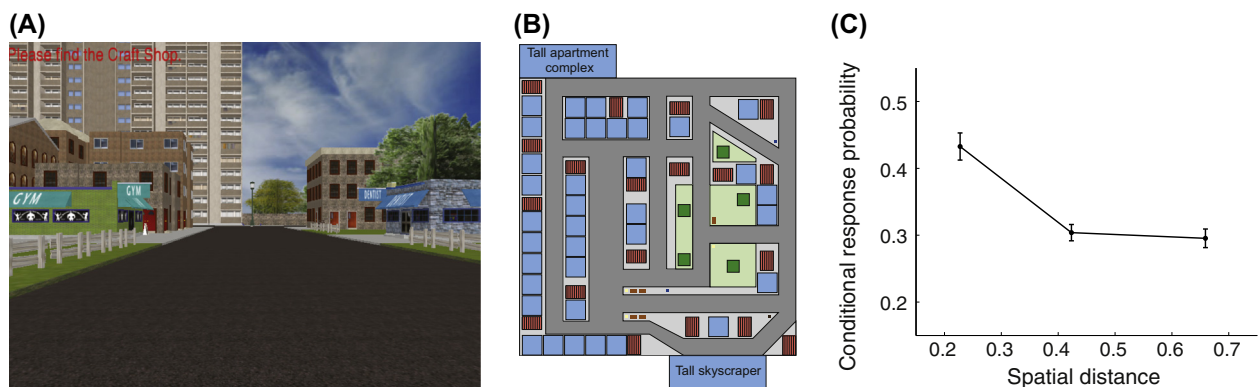 (A)
Please find the Craft Shop.
GYM
GYM
DENTIST
(B)
Tall apartment
complex
Tall skyscraper
(C)
Conditional response probability
0.5
0.4
0.3
0.2
0.2 0.3 0.4 0.5 0.6 0.7
Spatial distance